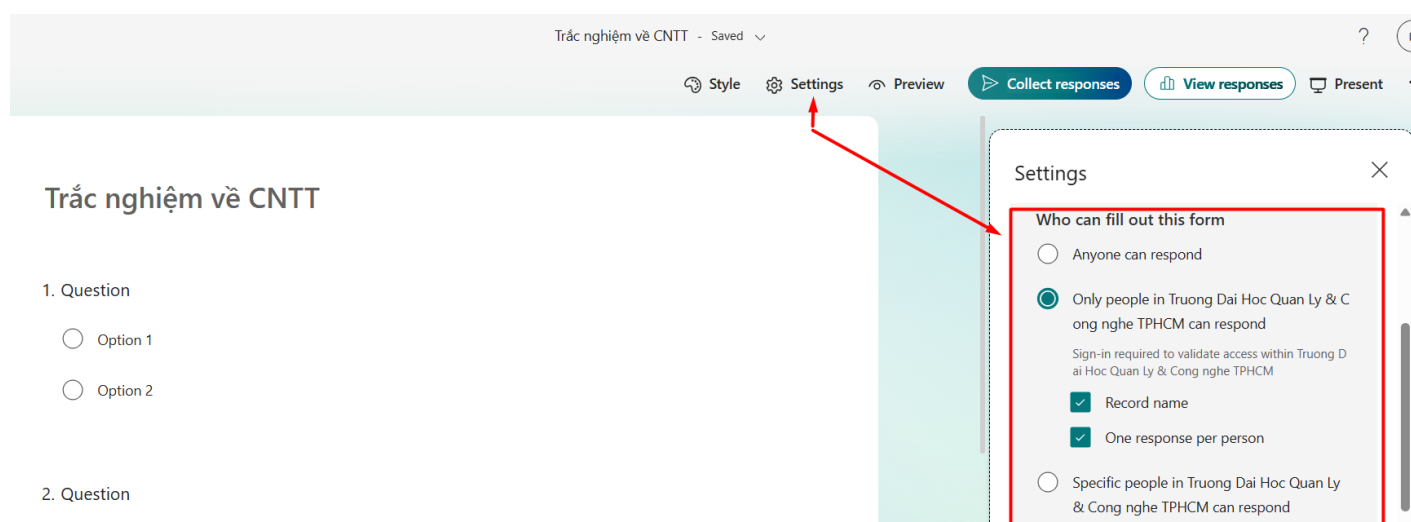 Trắc nghiệm về CNTT - Saved
?
Style
Settings
Preview
Collect responses
View responses
Present
Trắc nghiệm về CNTT
1. Question
Option 1
Option 2
2. Question
Settings
Who can fill out this form
Anyone can respond
Only people in Truong Dai Hoc Quan Ly & C
ong nghe TPHCM can respond
Sign-in required to validate access within Truong D
ai Hoc Quan Ly & Cong nghe TPHCM
Record name
One response per person
Specific people in Truong Dai Hoc Quan Ly
& Cong nghe TPHCM can respond